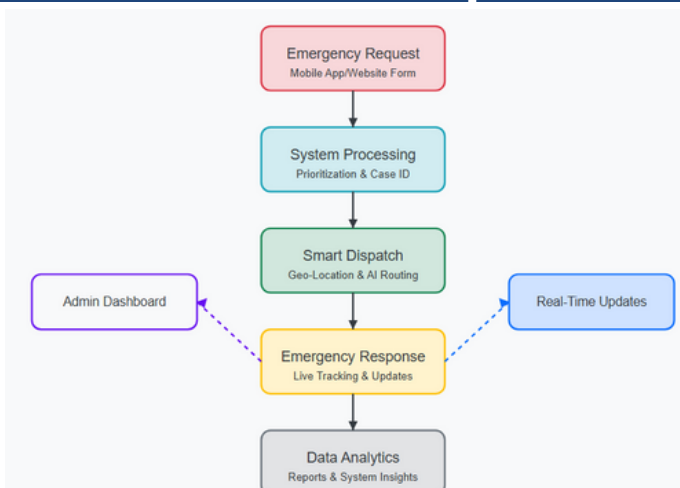 Emergency Request
Mobile App/Website Form
System Processing
Prioritization & Case ID
Smart Dispatch
Geo-Location & AI Routing
Admin Dashboard
Real-Time Updates
Emergency Response
Live Tracking & Updates
Data Analytics
Reports & System Insights